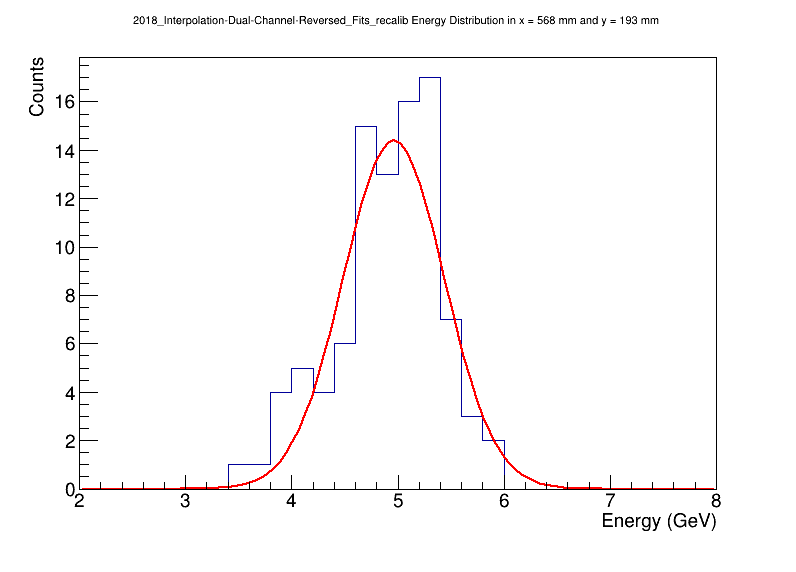 2018_Interpolation-Dual-Channel-Reversed_Fits_recalib Energy Distribution in x = 568 mm and y = 193 mm
Counts
16
14
12
10
8
6
4
2
0
2 3 4 5 6 7 8
Energy (GeV)